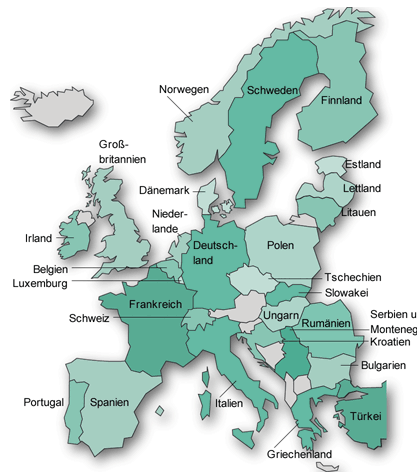 Norwegen
Schweden
Finnland
Groß-
britannien
Estland
Dänemark
Lettland
Nieder-
lande
Litauen
Irland
Deutsch-
land
Polen
Belgien
Luxemburg
Tschechien
Slowakei
Frankreich
Schweiz
Ungarn
Rumänien
Serbien u
Monteneg
Kroatien
Bulgarien
Portugal
Spanien
Italien
Türkei
Griechenland